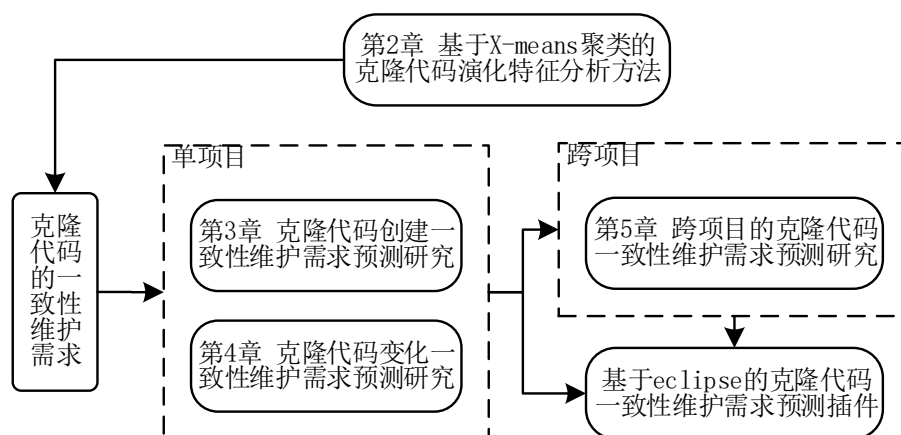 第2章 基于X-means聚类的
克隆代码演化特征分析方法
单项目
跨项目
克隆
代码
的一
致性
维护
需求
第3章 克隆代码创建一
致性维护需求预测研究
第5章 跨项目的克隆代码
一致性维护需求预测研究
第4章 克隆代码变化一
致性维护需求预测研究
基于eclipse的克隆代码
一致性维护需求预测插件